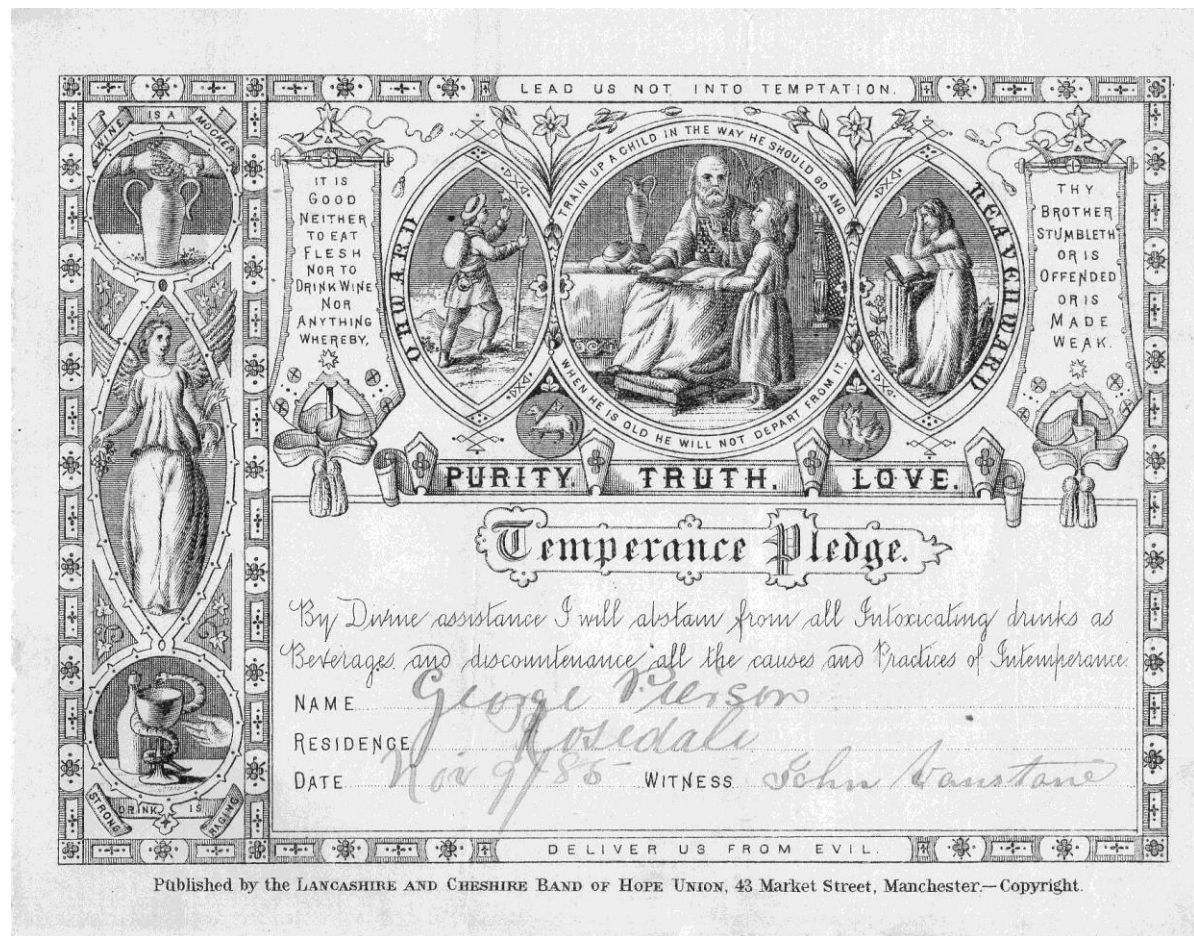 LEAD US NOT INTO TEMPTATION.
WINE IS A MOCKER
IT IS
GOOD
NEITHER
TO EAT
FLESH
NOR TO
DRINK WINE
NOR
ANYTHING
WHEREBY,
ONWARD
TRAIN UP A CHILD IN THE WAY HE SHOULD GO AND
WHEN HE IS OLD HE WILL NOT DEPART FROM IT.
HEAVENWARD
THY
BROTHER
STUMBLETH
OR IS
OFFENDED
OR IS
MADE
WEAK.
PURITY. TRUTH. LOVE.
Temperance Pledge.
By Divine assistance I will abstain from all Intoxicating drinks as
Beverages and discountenance all the causes and Practices of Intemperance.
NAME George Pierson
RESIDENCE Rosedale
DATE Nov 9/85 WITNESS John Vanstone
STRONG DRINK IS RAGING
DELIVER US FROM EVIL.
Published by the LANCASHIRE AND CHESHIRE BAND OF HOPE UNION, 43 Market Street, Manchester.—Copyright.